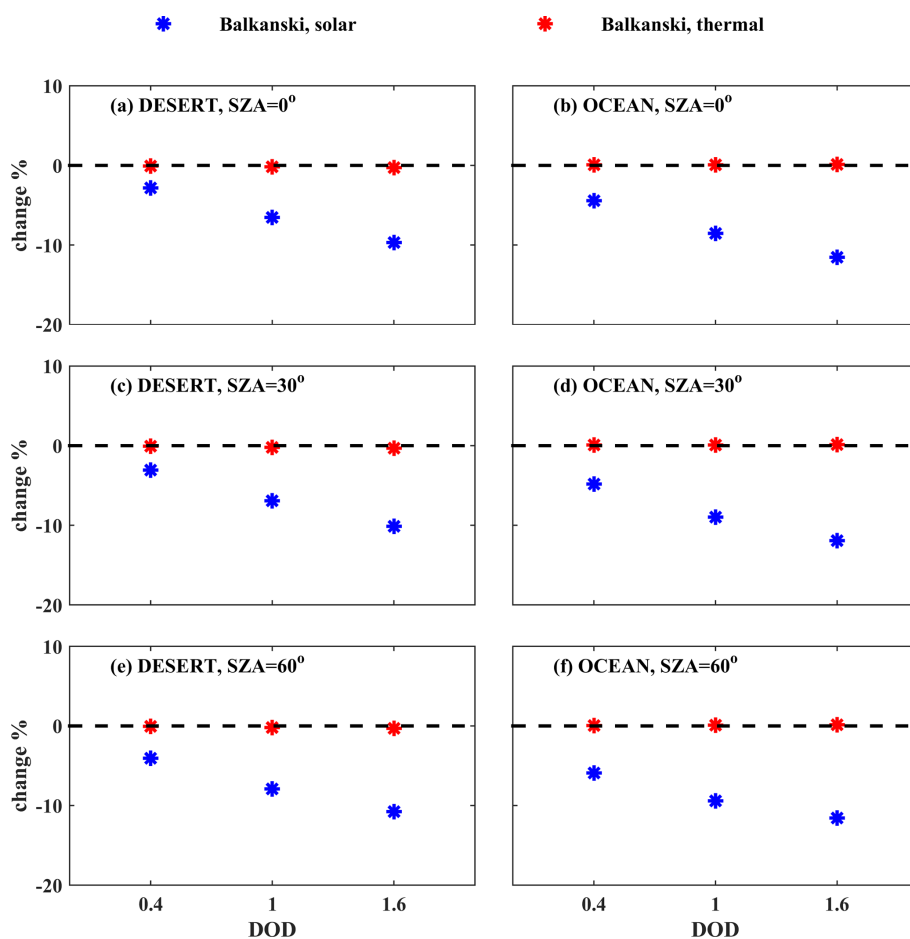 Balkanski, solar Balkanski, thermal
(a) DESERT, SZA=0° (b) OCEAN, SZA=0°
10
0
-10
-20
change %
(c) DESERT, SZA=30° (d) OCEAN, SZA=30°
10
0
-10
-20
change %
(e) DESERT, SZA=60° (f) OCEAN, SZA=60°
10
0
-10
-20
change %
0.4 1 1.6 0.4 1 1.6
DOD DOD